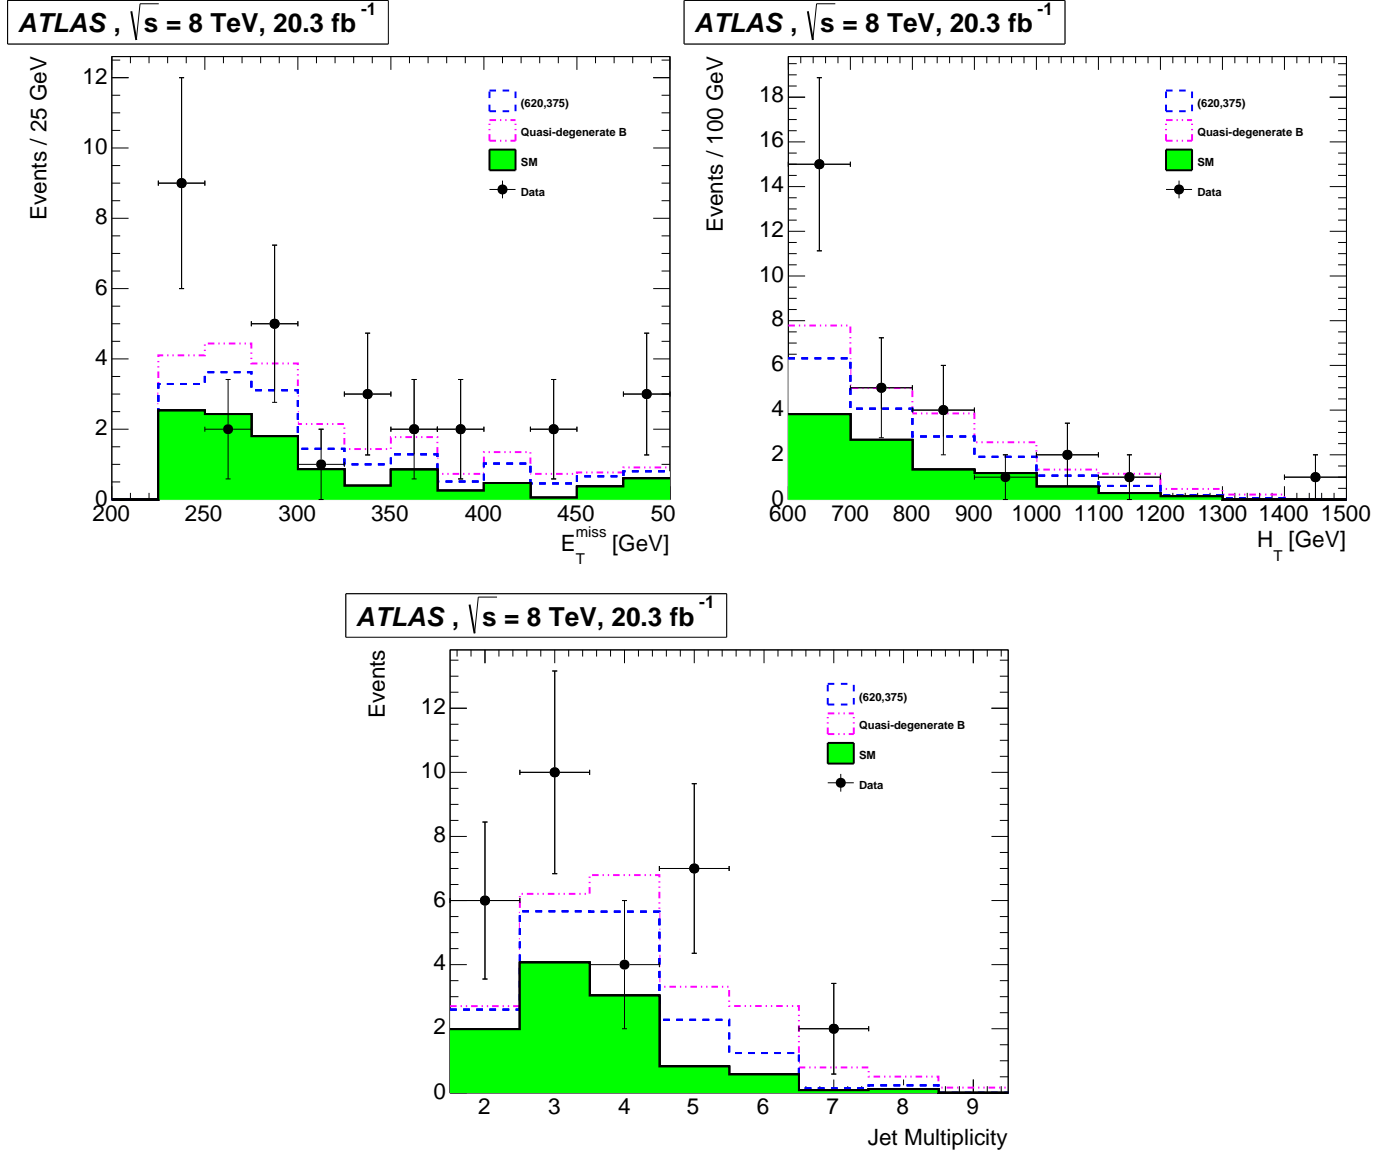 ATLAS , √s = 8 TeV, 20.3 fb⁻¹
Events / 25 GeV
12
10
8
6
4
2
0
(620,375)
Quasi-degenerate B
SM
Data
200 250 300 350 400 450 50
E_T^miss [GeV]
ATLAS , √s = 8 TeV, 20.3 fb⁻¹
Events / 100 GeV
18
16
14
12
10
8
6
4
2
0
(620,375)
Quasi-degenerate B
SM
Data
600 700 800 900 1000 1100 1200 1300 1400 1500
H_T [GeV]
ATLAS , √s = 8 TeV, 20.3 fb⁻¹
Events
12
10
8
6
4
2
0
(620,375)
Quasi-degenerate B
SM
Data
2 3 4 5 6 7 8 9
Jet Multiplicity